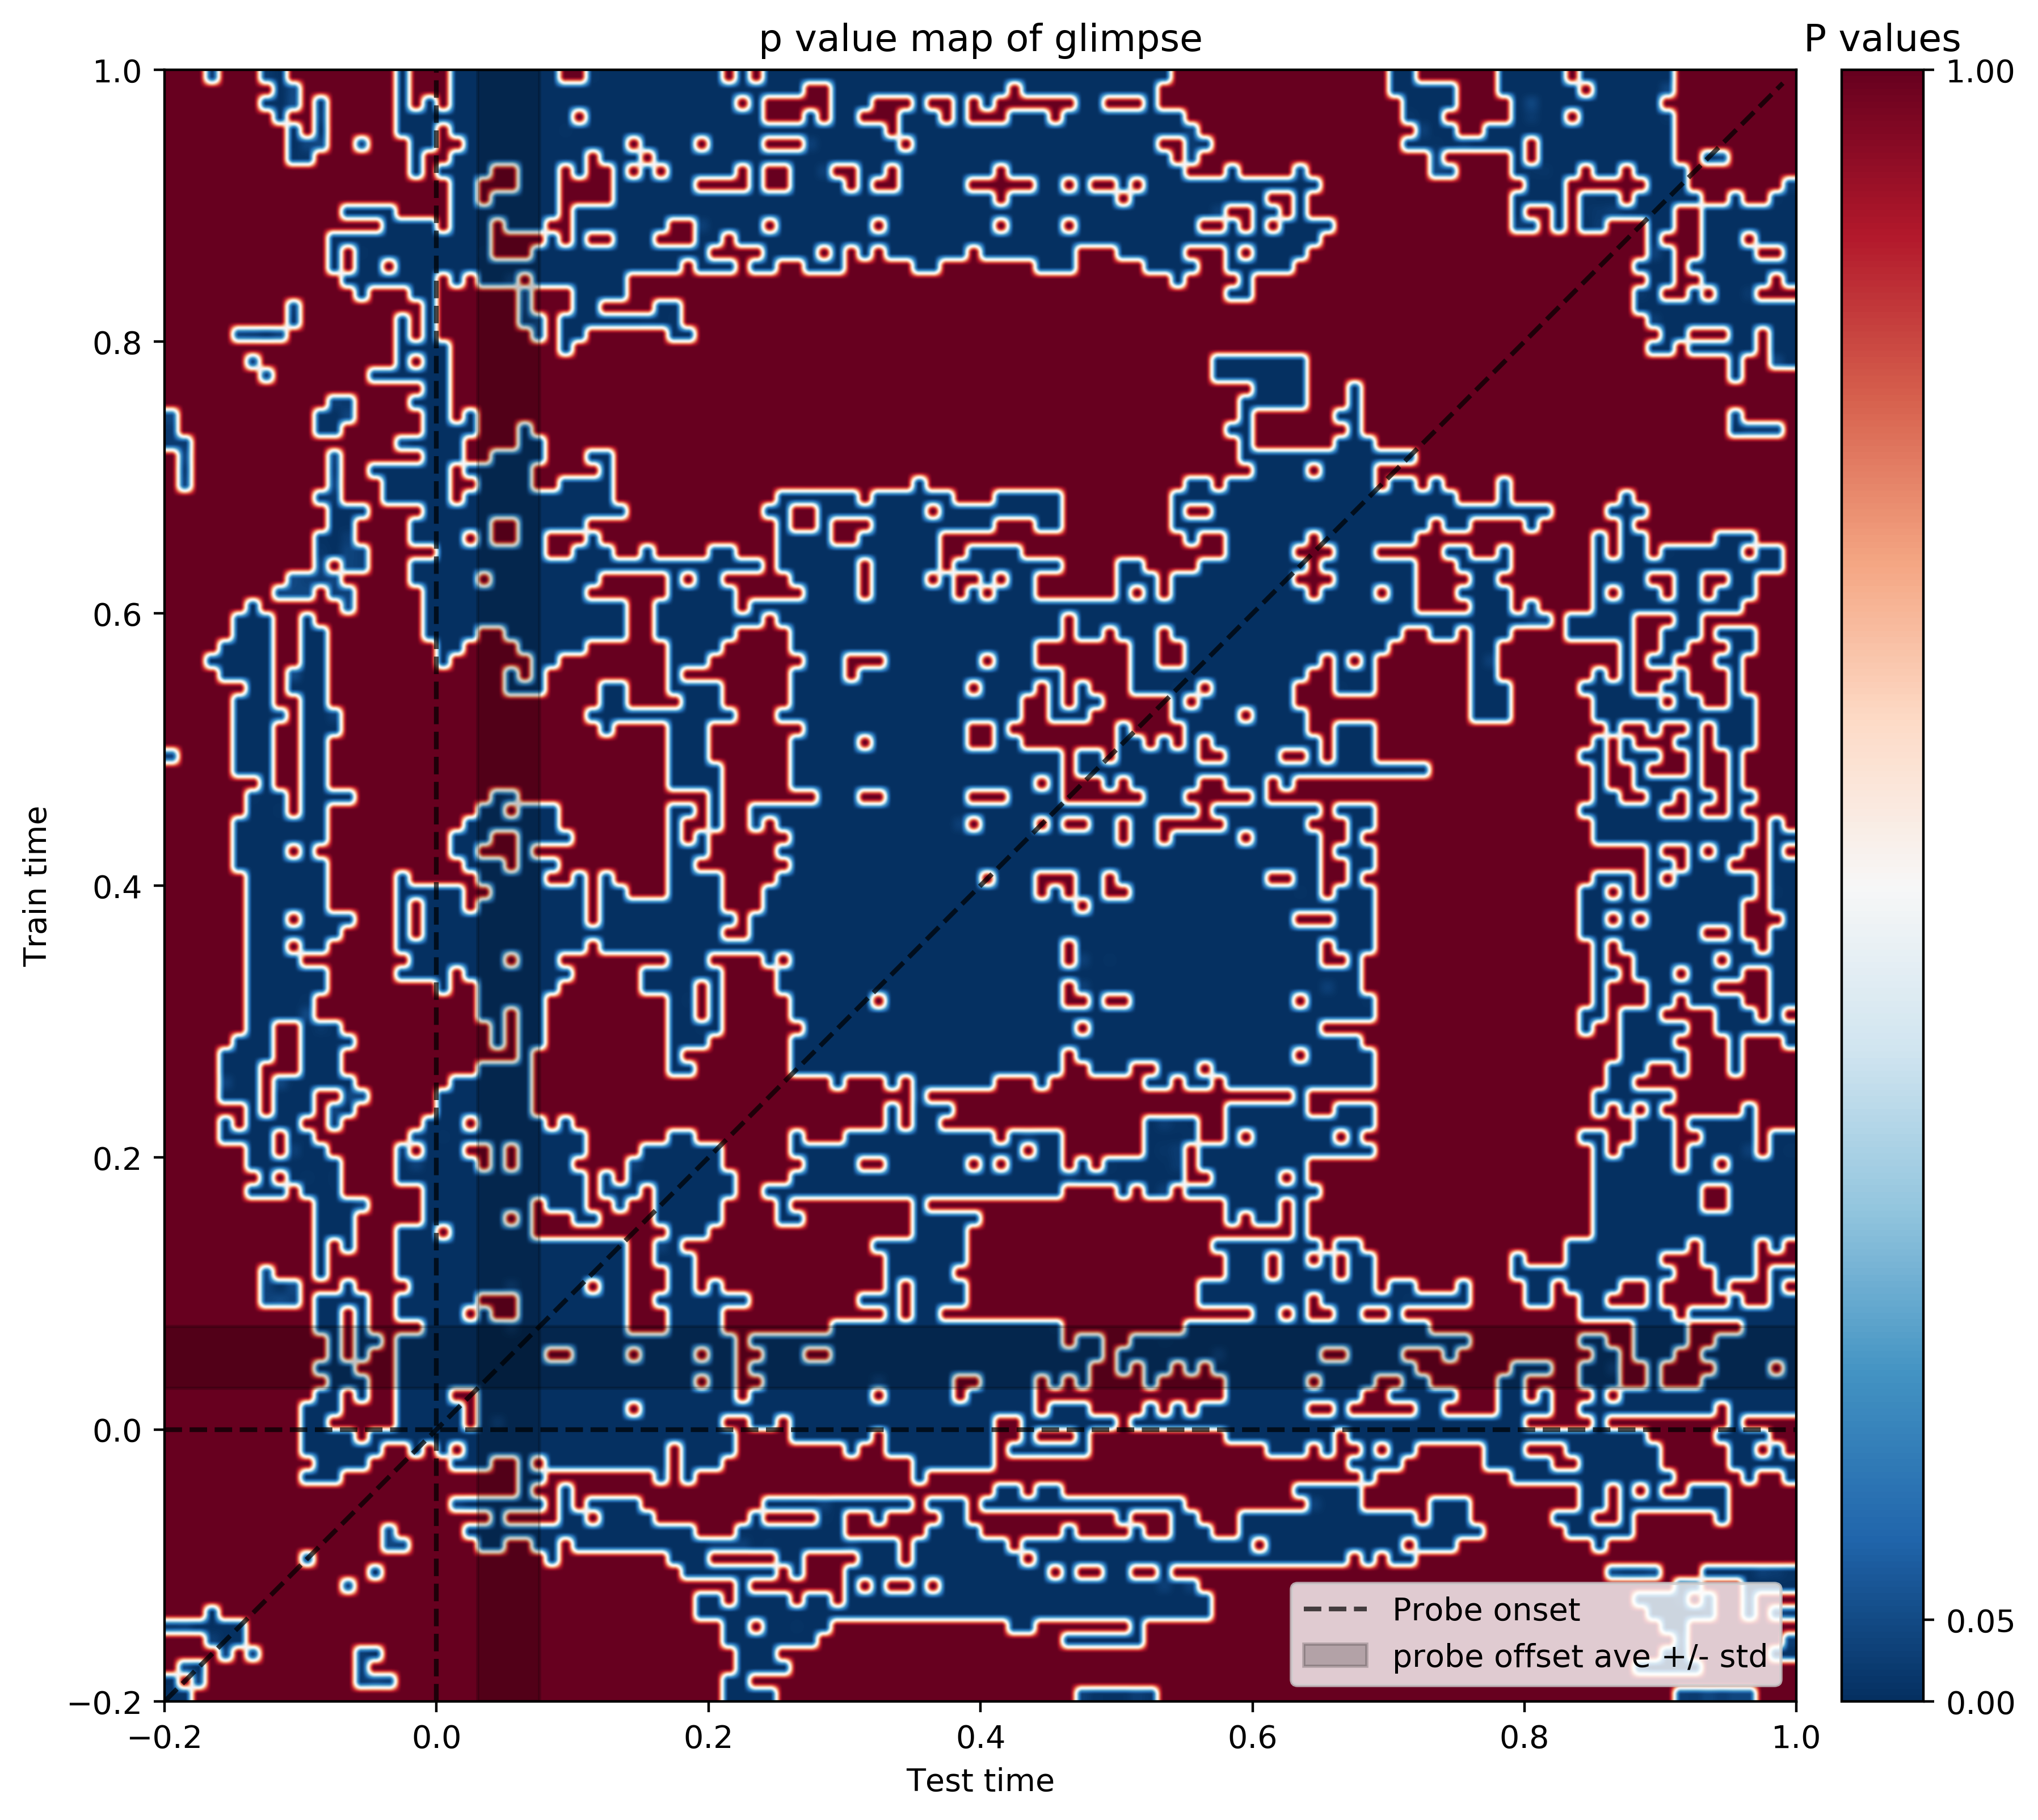 p value map of glimpse
P values
1.0
0.8
0.6
0.4
0.2
0.0
−0.2
Train time
−0.2
0.0
0.2
0.4
0.6
0.8
1.0
Test time
Probe onset
probe offset ave +/- std
1.00
0.05
0.00